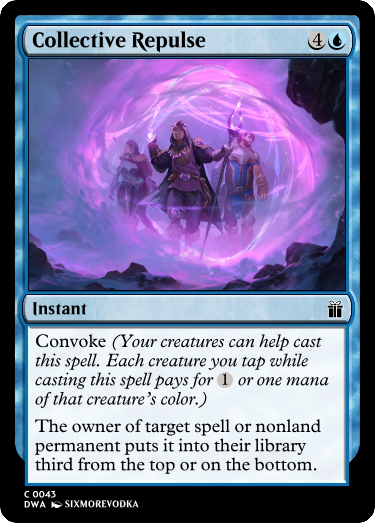 Collective Repulse 4
Instant
Convoke (Your creatures can help cast
this spell. Each creature you tap while
casting this spell pays for 1 or one mana
of that creature's color.)
The owner of target spell or nonland
permanent puts it into their library
third from the top or on the bottom.
C 0043
DWA SIXMOREVODKA